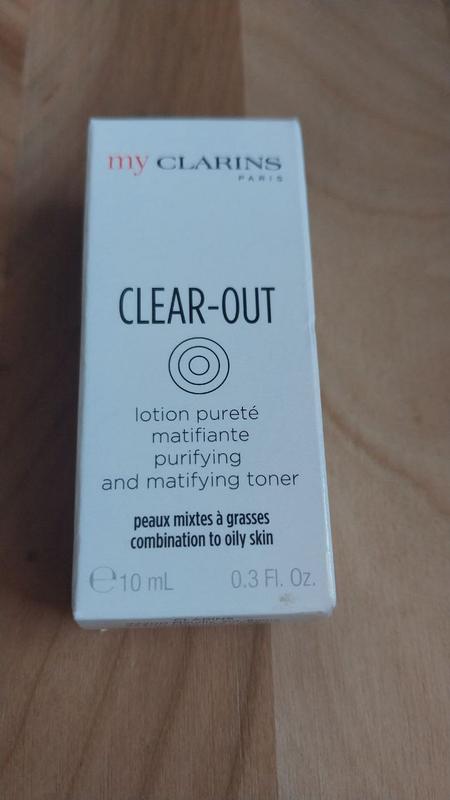 my CLARINS
PARIS
CLEAR-OUT
lotion pureté
matifiante
purifying
and matifying toner
peaux mixtes à grasses
combination to oily skin
℮10 mL 0.3 Fl. Oz.
CLARINS